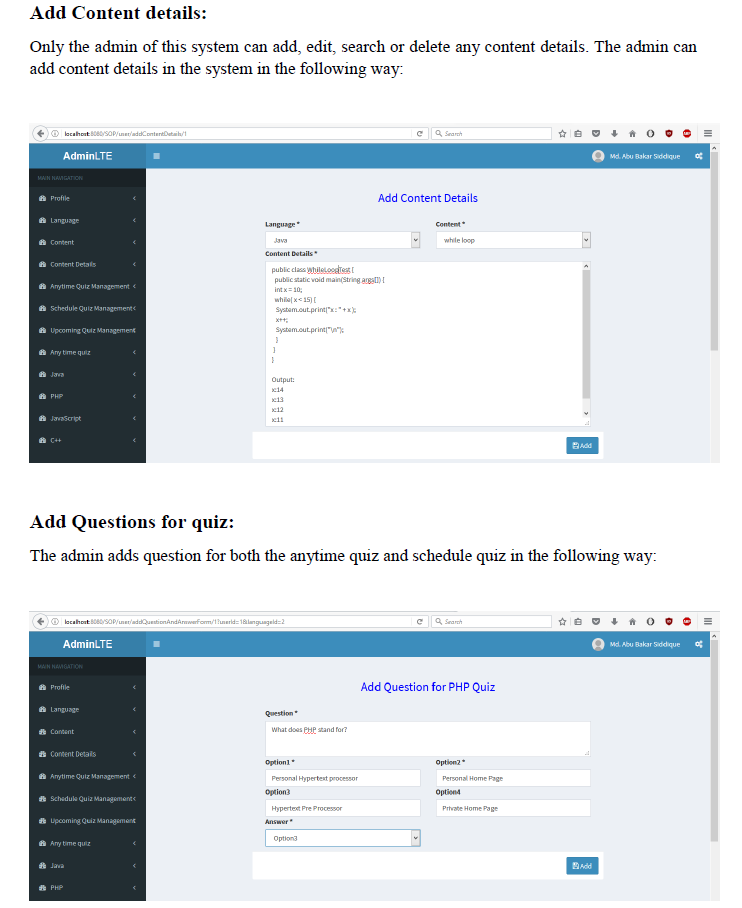 Add Content details:
Only the admin of this system can add, edit, search or delete any content details. The admin can
add content details in the system in the following way:
localhost:8080/SOP/user/addContentDetails/1
Search
AdminLTE
Md. Abu Bakar Siddique
MAIN NAVIGATION
Profile
Language
Content
Content Details
Anytime Quiz Management
Schedule Quiz Management
Upcoming Quiz Management
Any time quiz
Java
PHP
JavaScript
C++
Add Content Details
Language * Content *
Java while loop
Content Details *
public class WhileLoopTest {
public static void main(String args[]) {
int x = 10;
while( x < 15) {
System.out.print("x : " + x );
x++;
System.out.print("\n");
}
}
}
Output:
x:14
x:13
x:12
x:11
Add
Add Questions for quiz:
The admin adds question for both the anytime quiz and schedule quiz in the following way:
localhost:8080/SOP/user/addQuestionAndAnswerForm/1?userId=18&languageId=2
Search
AdminLTE
Md. Abu Bakar Siddique
MAIN NAVIGATION
Profile
Language
Content
Content Details
Anytime Quiz Management
Schedule Quiz Management
Upcoming Quiz Management
Any time quiz
Java
PHP
Add Question for PHP Quiz
Question *
What does PHP stand for?
Option1 * Option2 *
Personal Hypertext processor Personal Home Page
Option3 Option4
Hypertext Pre Processor Private Home Page
Answer *
Option3
Add